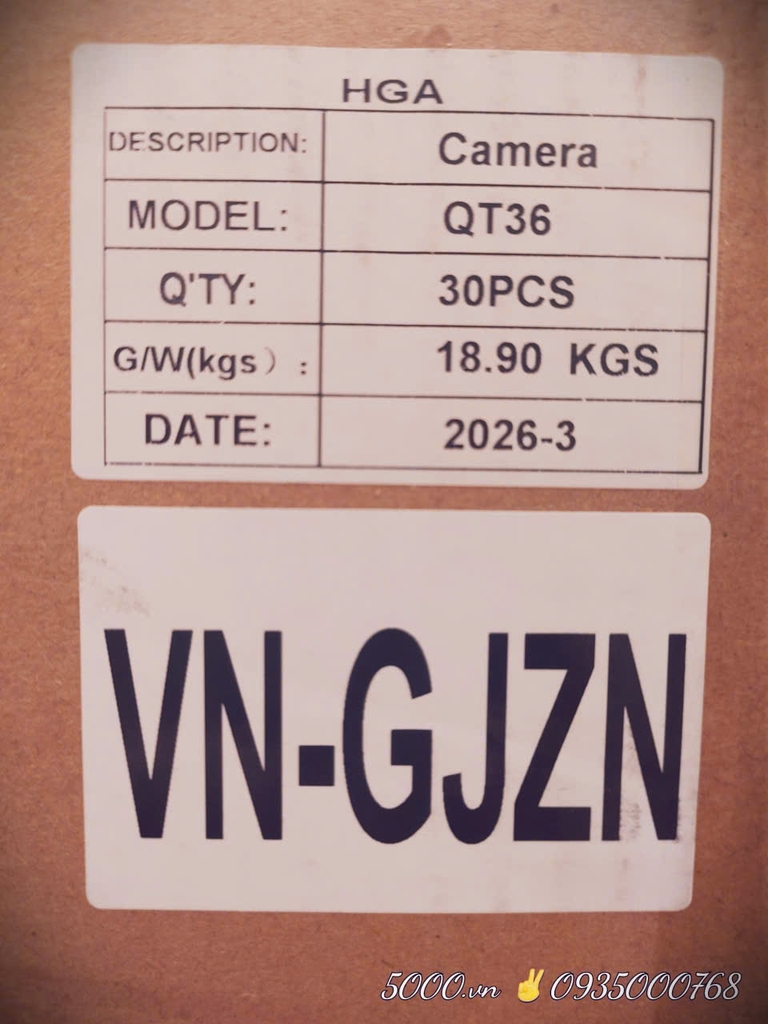 HGA
DESCRIPTION: Camera
MODEL: QT36
Q'TY: 30PCS
G/W(kgs）: 18.90 KGS
DATE: 2026-3
VN-GJZN
5000.vn ✌0935000768